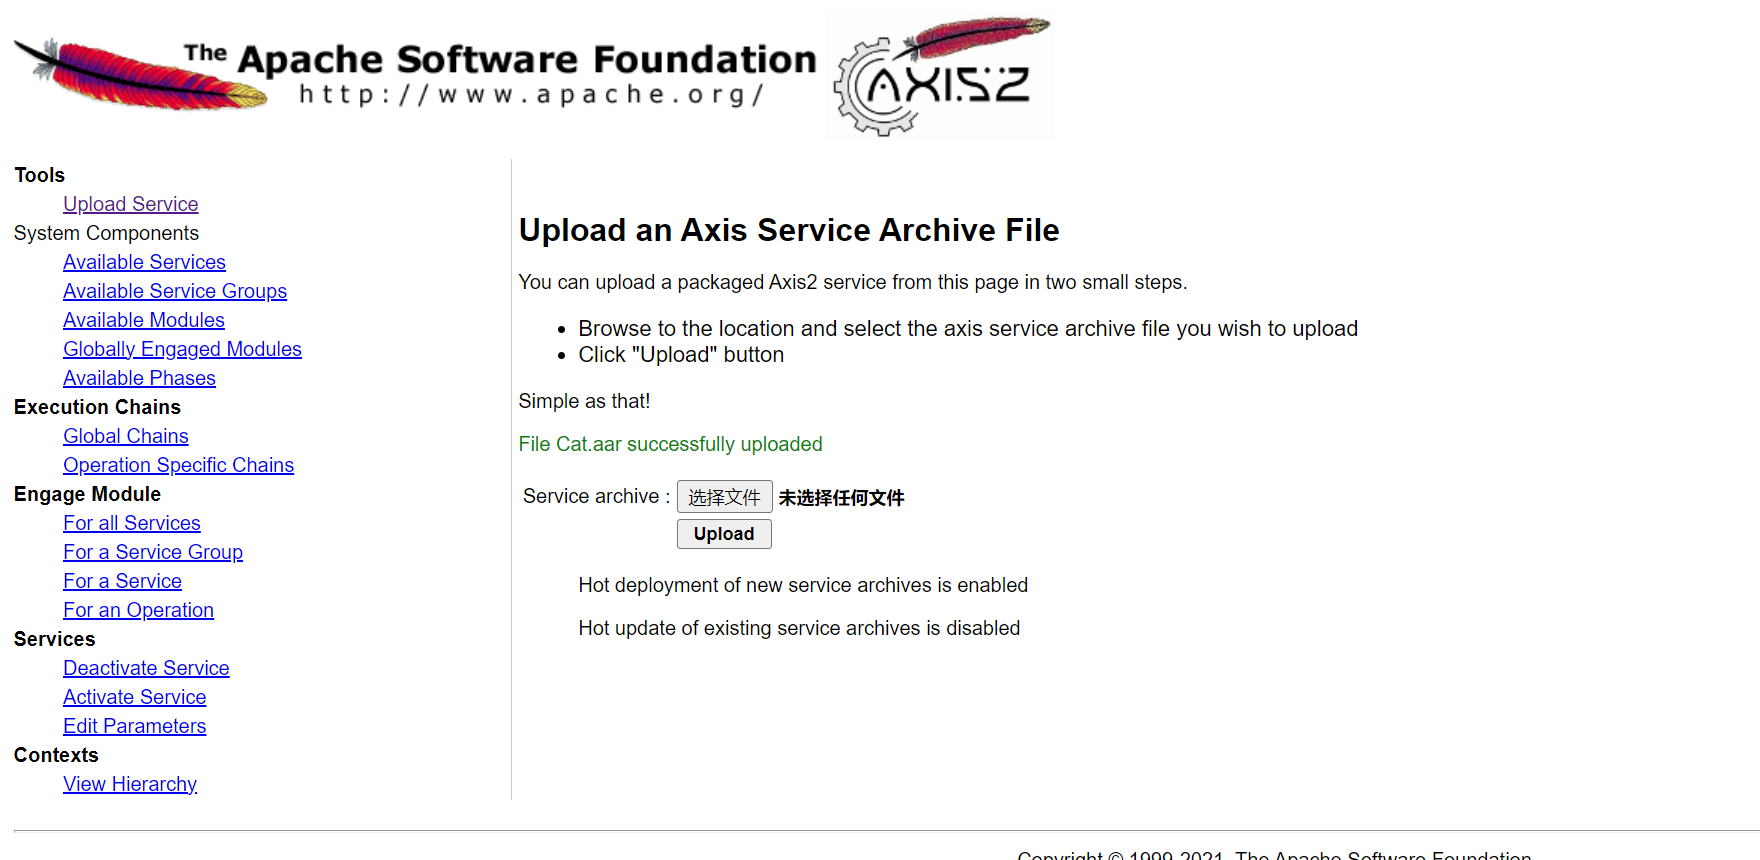 The Apache Software Foundation
http://www.apache.org/
AXIS2
Tools
Upload Service
System Components
Available Services
Available Service Groups
Available Modules
Globally Engaged Modules
Available Phases
Execution Chains
Global Chains
Operation Specific Chains
Engage Module
For all Services
For a Service Group
For a Service
For an Operation
Services
Deactivate Service
Activate Service
Edit Parameters
Contexts
View Hierarchy
Upload an Axis Service Archive File
You can upload a packaged Axis2 service from this page in two small steps.
• Browse to the location and select the axis service archive file you wish to upload
• Click "Upload" button
Simple as that!
File Cat.aar successfully uploaded
Service archive : 选择文件 未选择任何文件
Upload
Hot deployment of new service archives is enabled
Hot update of existing service archives is disabled
Copyright © 1999-2021, The Apache Software Foundation